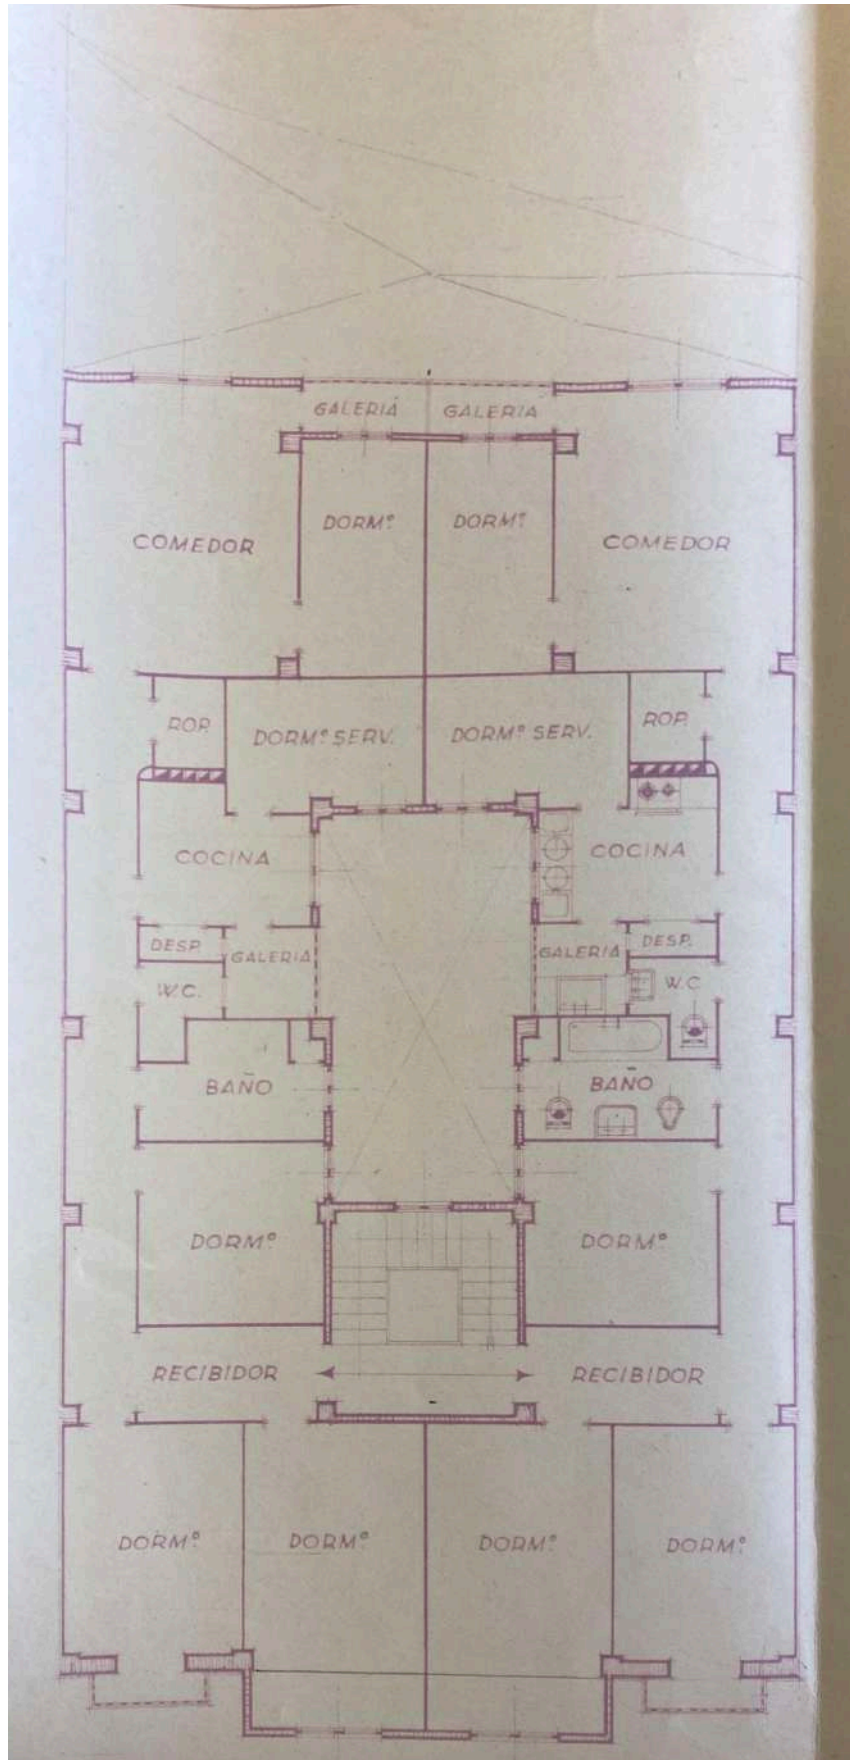 GALERIA GALERIA
DORMº DORMº
COMEDOR COMEDOR
ROP. DORMº SERV. DORMº SERV. ROP.
COCINA COCINA
DESP. GALERIA GALERIA DESP.
W.C. W.C
BAÑO BAÑO
DORMº DORMº
RECIBIDOR RECIBIDOR
DORMº DORMº DORMº DORMº